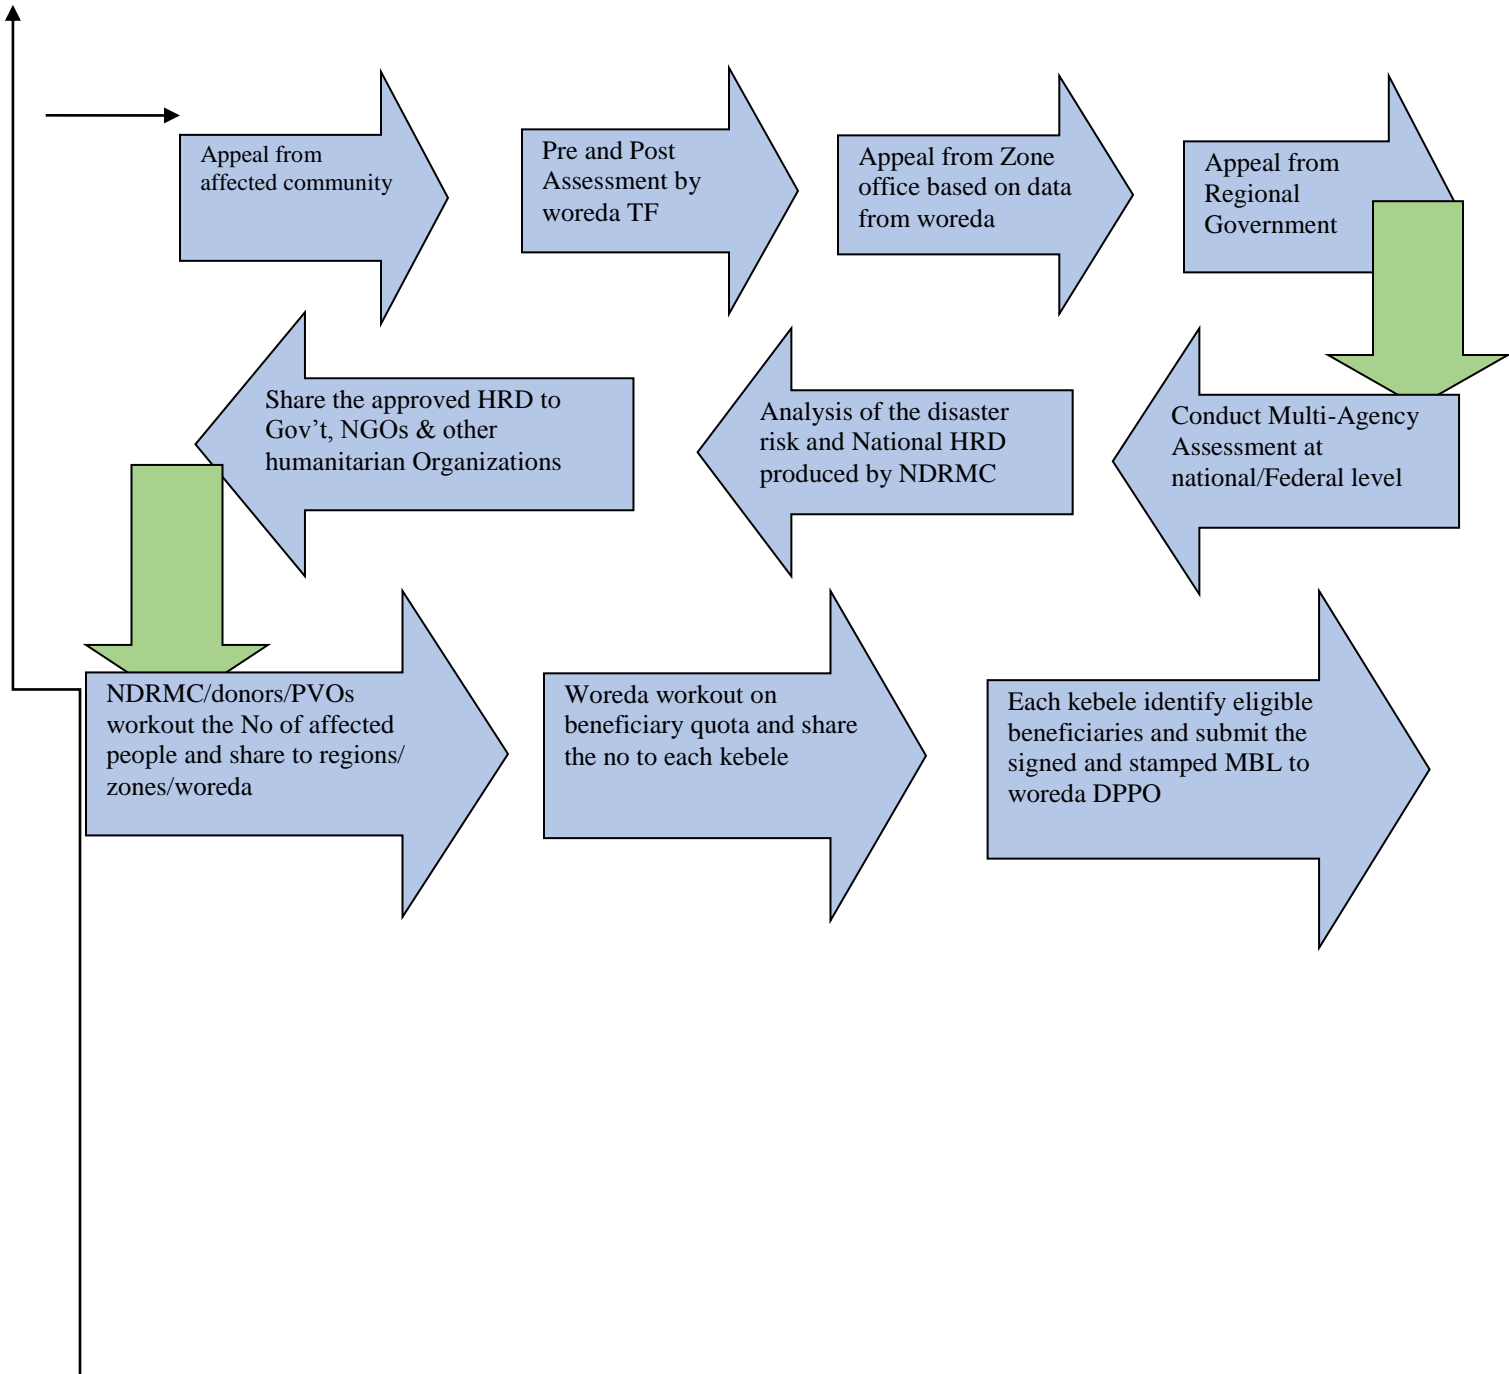 Appeal from
affected community
Pre and Post
Assessment by
woreda TF
Appeal from Zone
office based on data
from woreda
Appeal from
Regional
Government
Conduct Multi-Agency
Assessment at
national/Federal level
Analysis of the disaster
risk and National HRD
produced by NDRMC
Share the approved HRD to
Gov’t, NGOs & other
humanitarian Organizations
NDRMC/donors/PVOs
workout the No of affected
people and share to regions/
zones/woreda
Woreda workout on
beneficiary quota and share
the no to each kebele
Each kebele identify eligible
beneficiaries and submit the
signed and stamped MBL to
woreda DPPO